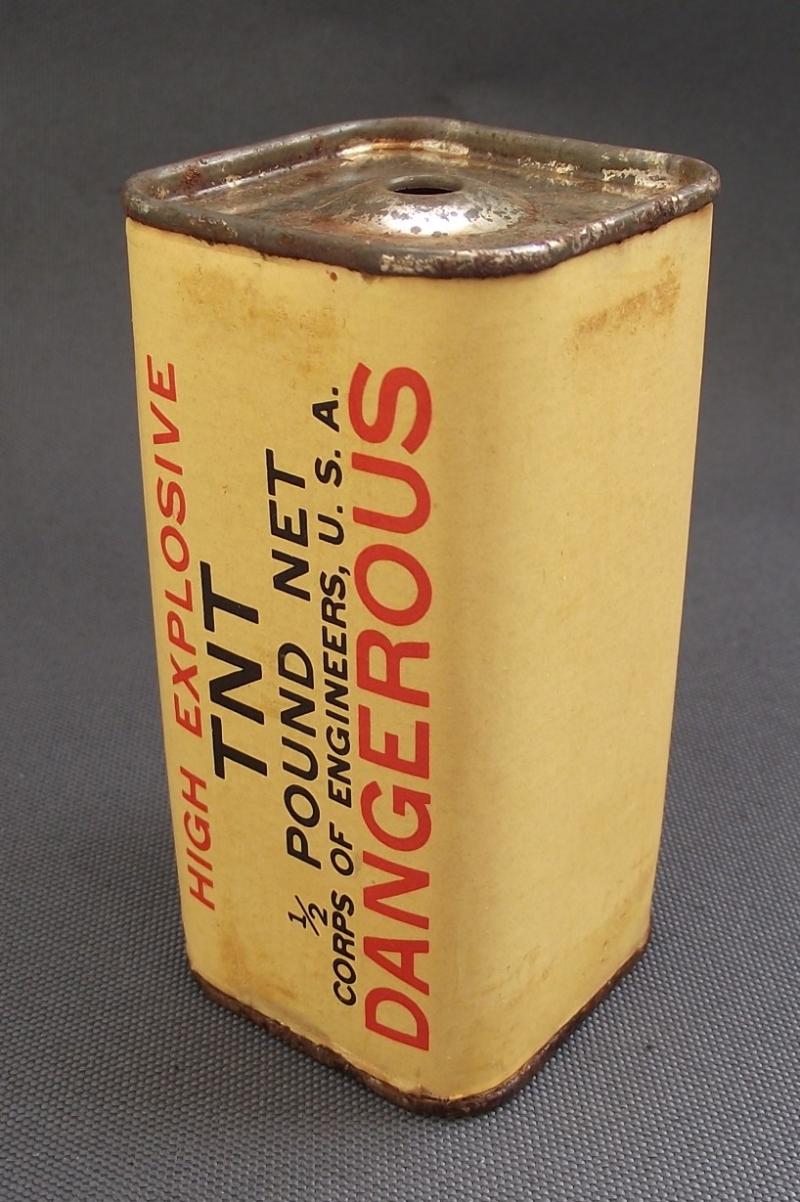 HIGH EXPLOSIVE
TNT
½ POUND NET
CORPS OF ENGINEERS, U. S. A.
DANGEROUS